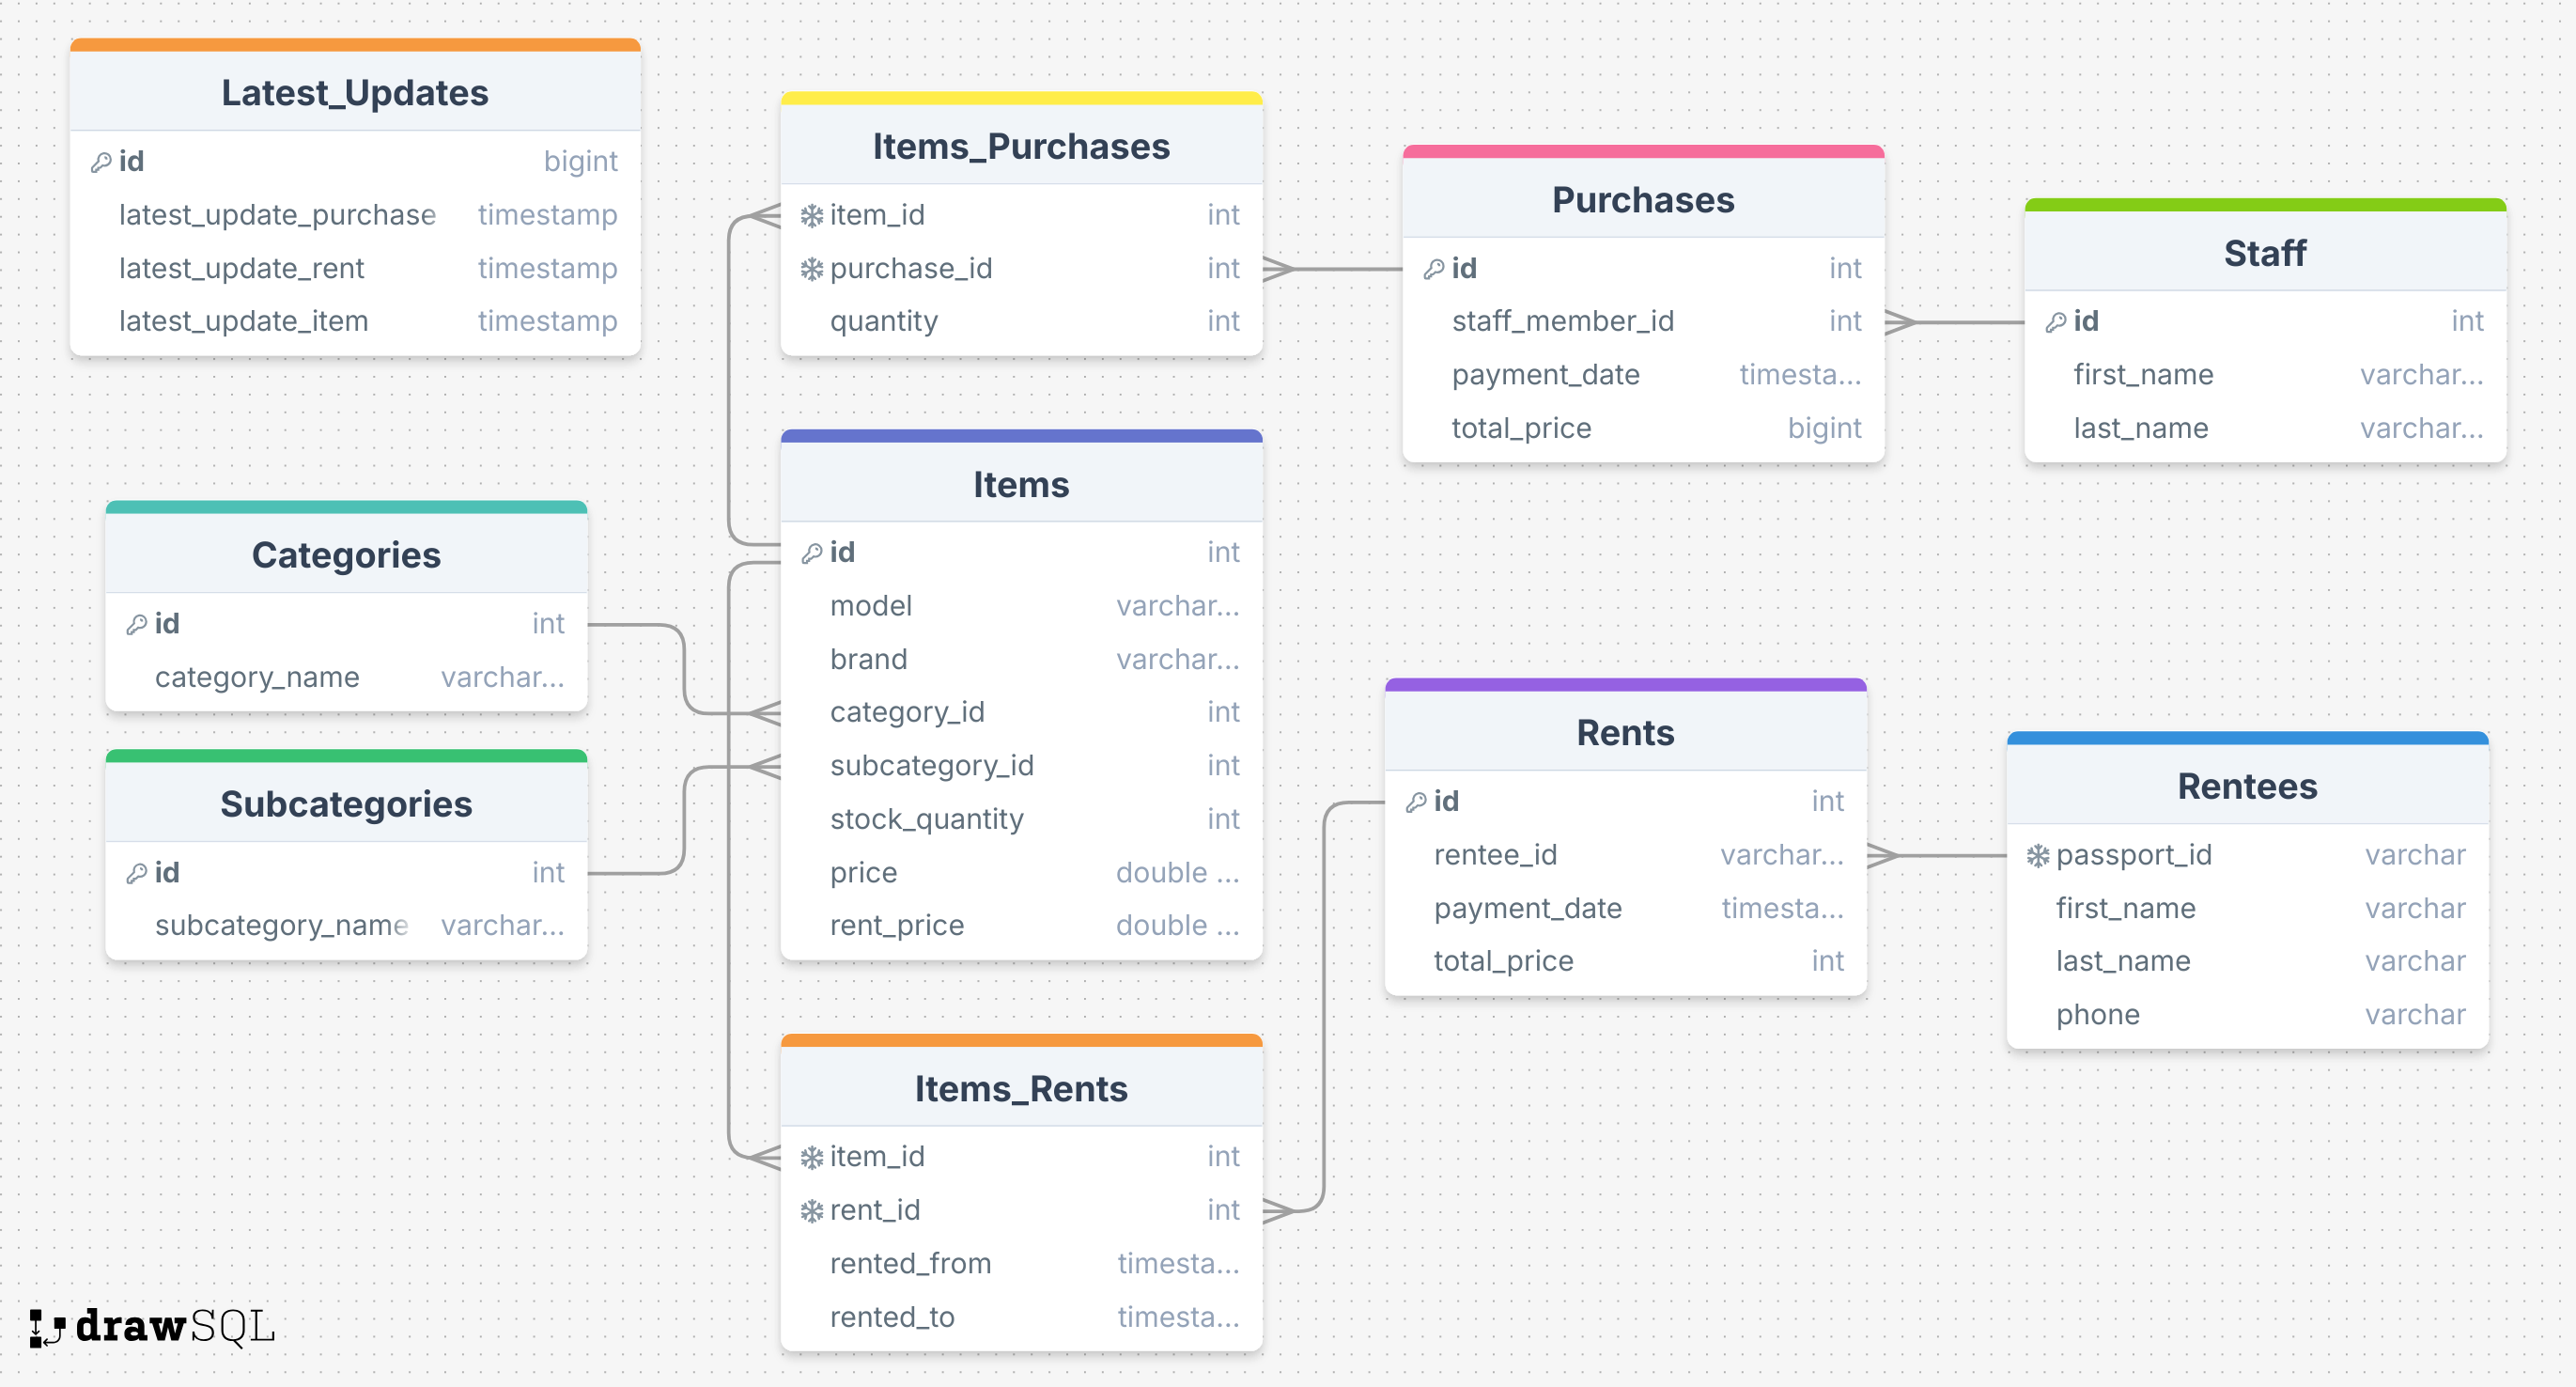 Latest_Updates
id bigint
latest_update_purchase timestamp
latest_update_rent timestamp
latest_update_item timestamp
Items_Purchases
item_id int
purchase_id int
quantity int
Purchases
id int
staff_member_id int
payment_date timesta...
total_price bigint
Staff
id int
first_name varchar...
last_name varchar...
Categories
id int
category_name varchar...
Subcategories
id int
subcategory_name varchar...
Items
id int
model varchar...
brand varchar...
category_id int
subcategory_id int
stock_quantity int
price double ...
rent_price double ...
Rents
id int
rentee_id varchar...
payment_date timesta...
total_price int
Rentees
passport_id varchar
first_name varchar
last_name varchar
phone varchar
Items_Rents
item_id int
rent_id int
rented_from timesta...
rented_to timesta...
drawSQL